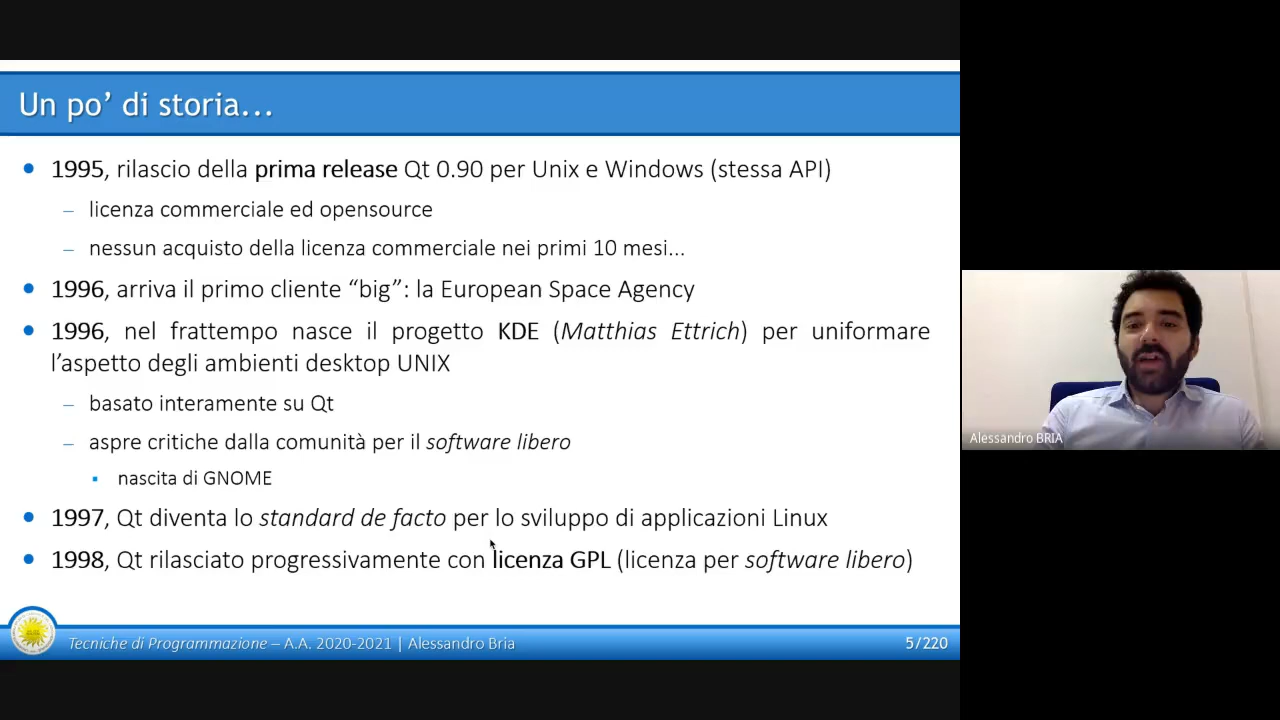 Un po’ di storia...
1995, rilascio della prima release Qt 0.90 per Unix e Windows (stessa API)
– licenza commerciale ed opensource
– nessun acquisto della licenza commerciale nei primi 10 mesi...
1996, arriva il primo cliente “big”: la European Space Agency
1996, nel frattempo nasce il progetto KDE (Matthias Ettrich) per uniformare
l’aspetto degli ambienti desktop UNIX
– basato interamente su Qt
– aspre critiche dalla comunità per il software libero
nascita di GNOME
1997, Qt diventa lo standard de facto per lo sviluppo di applicazioni Linux
1998, Qt rilasciato progressivamente con licenza GPL (licenza per software libero)
Tecniche di Programmazione – A.A. 2020-2021 | Alessandro Bria
5/220
Alessandro BRIA